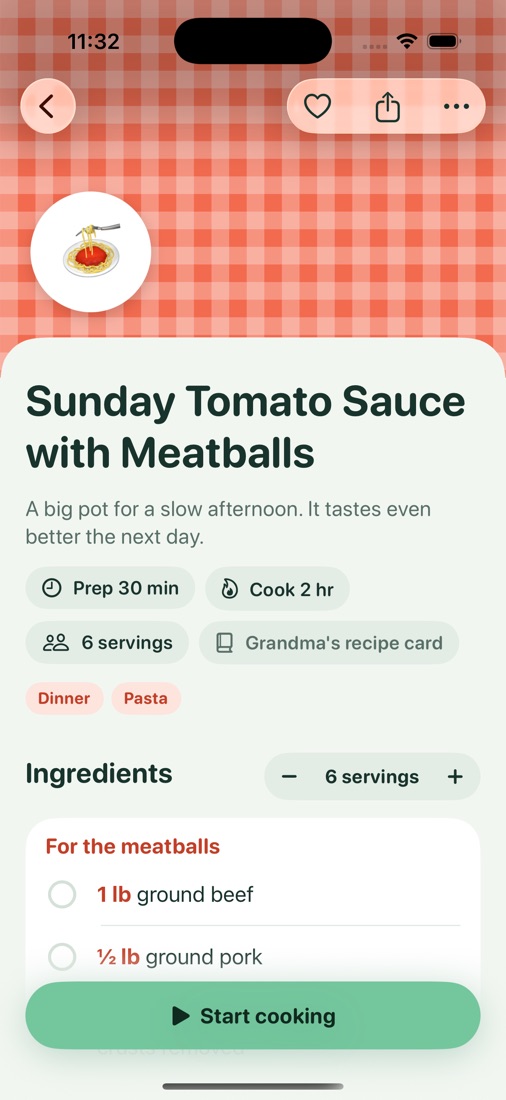 11:32
Sunday Tomato Sauce
with Meatballs
A big pot for a slow afternoon. It tastes even
better the next day.
Prep 30 min
Cook 2 hr
6 servings
Grandma's recipe card
Dinner
Pasta
Ingredients
− 6 servings +
For the meatballs
1 lb ground beef
½ lb ground pork
Start cooking
crusts removed